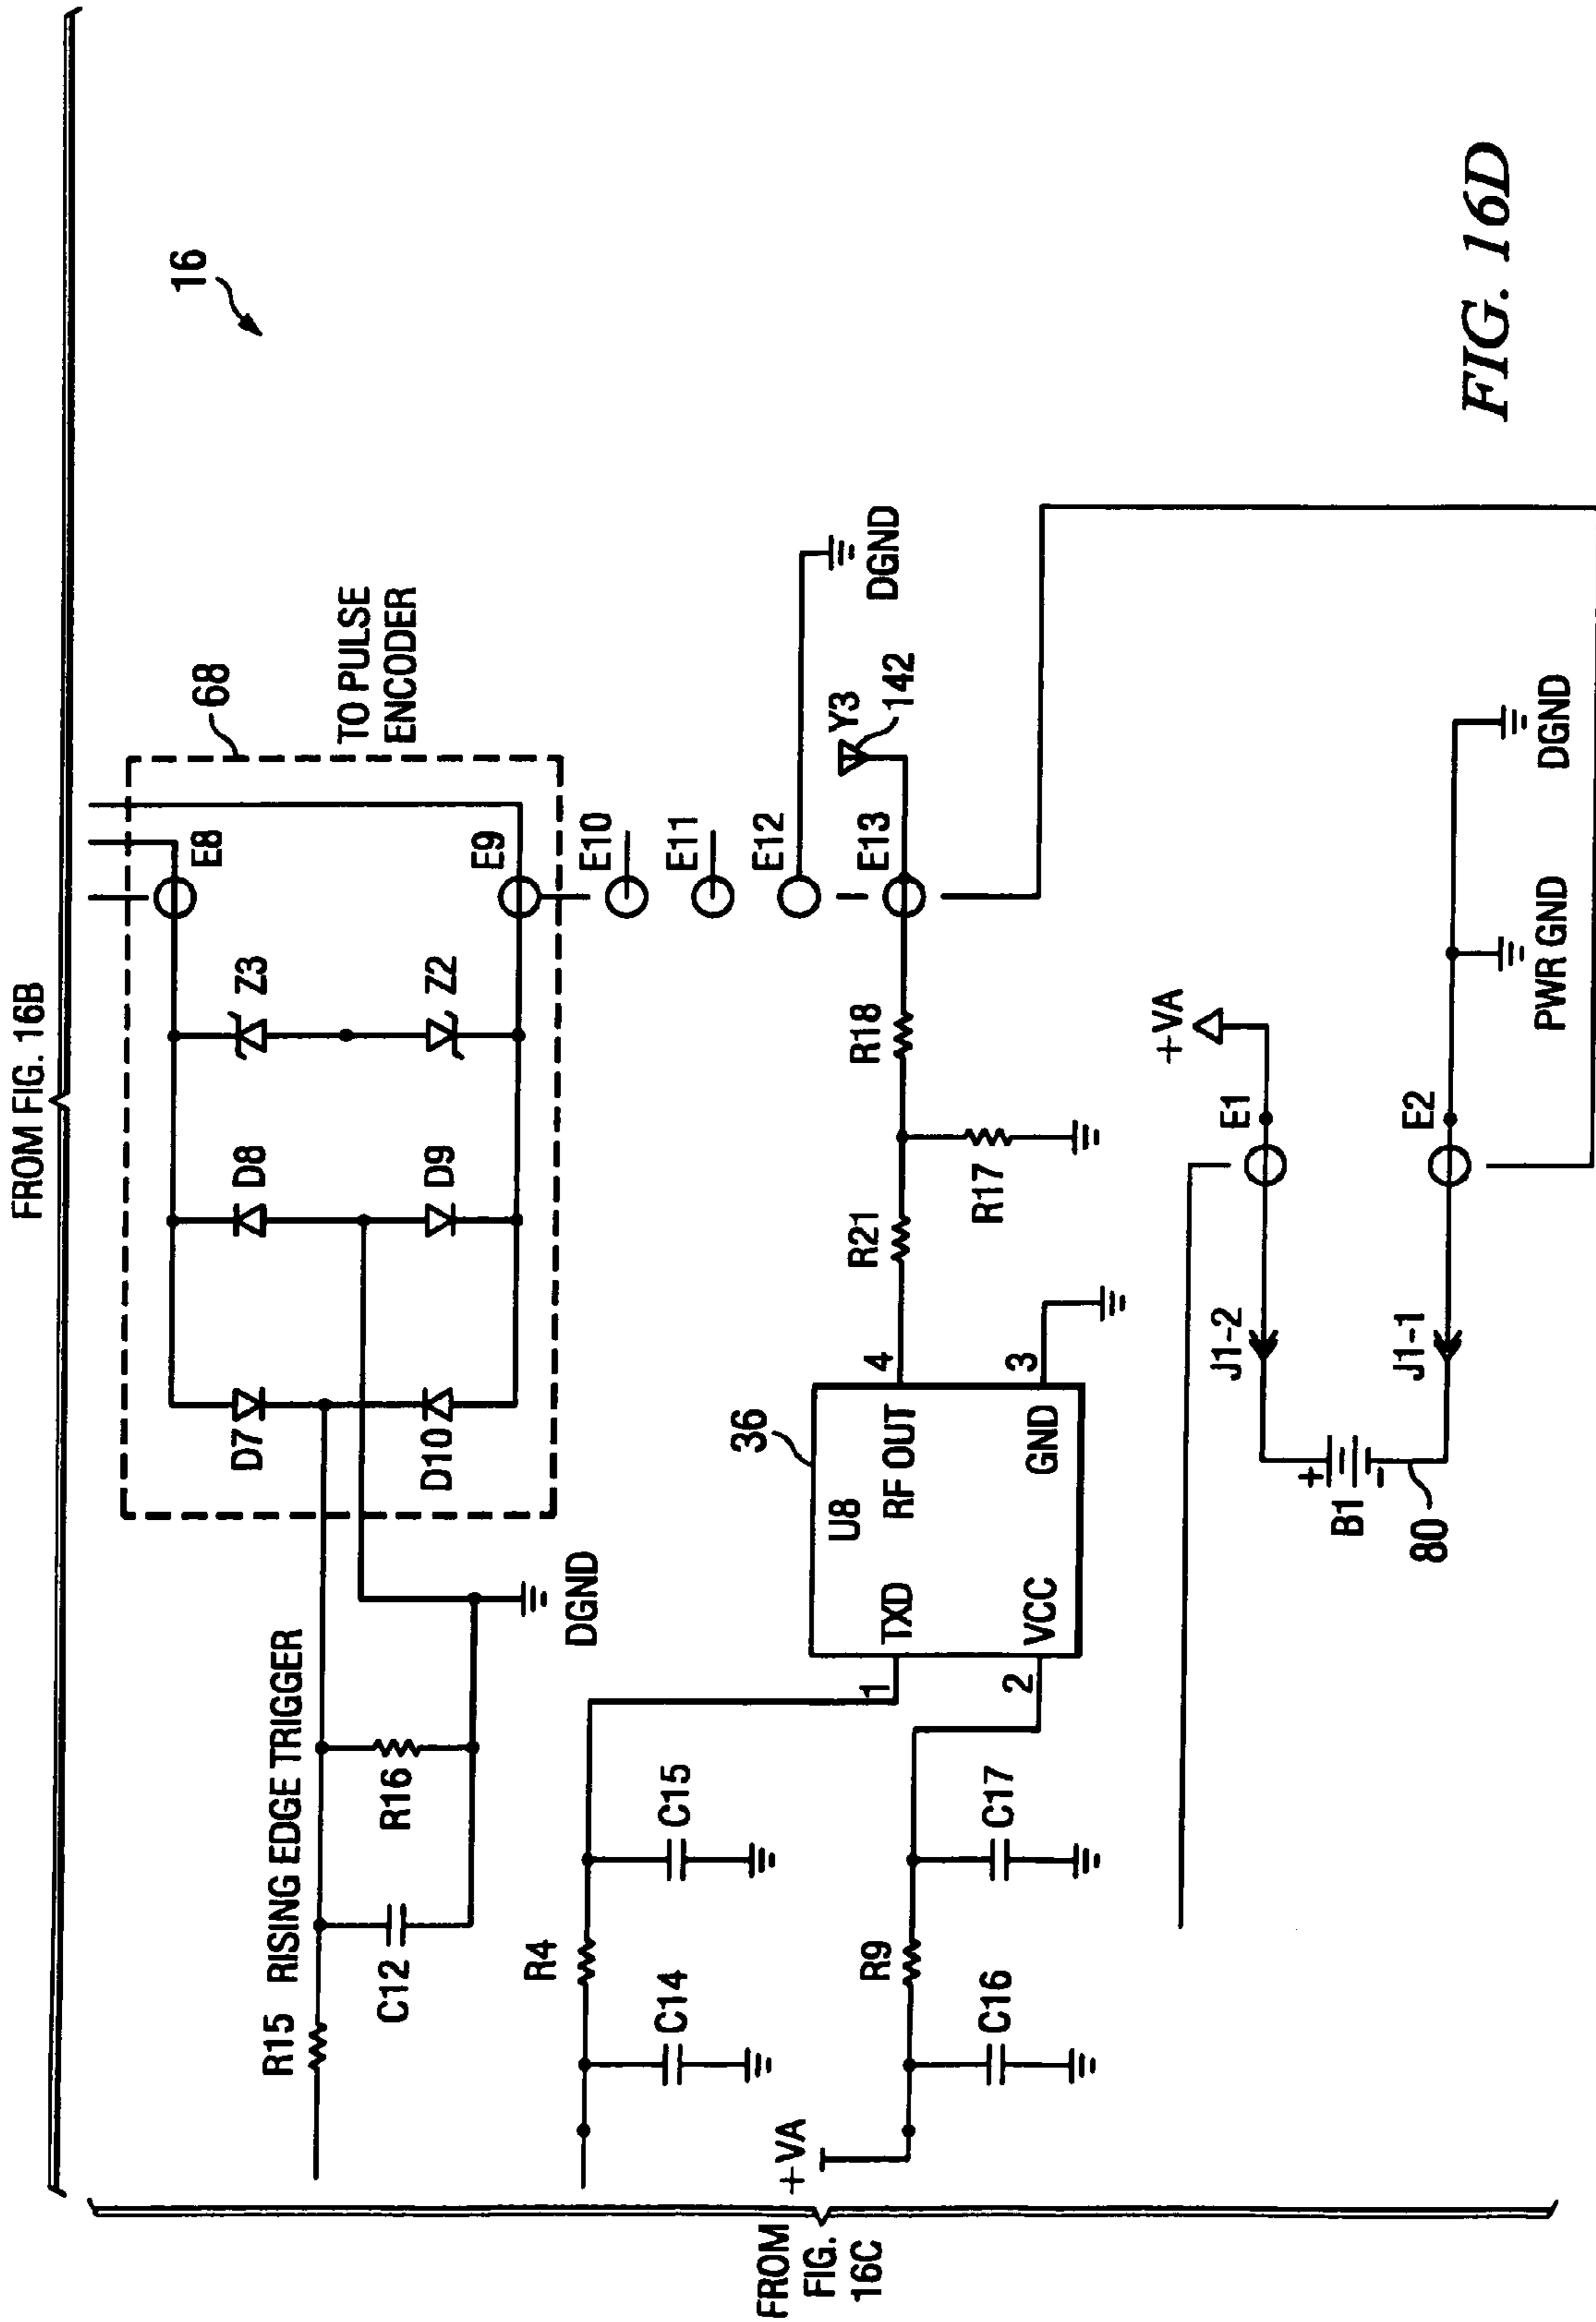 FROM FIG. 16B
16
68
TO PULSE
ENCODER
E8
Z3
D8
D7
E9
Z2
D9
D10
R15
RISING EDGE TRIGGER
C12
R16
DGND
E10
E11
E12
DGND
E13
Y3
142
R4
C14
C15
36
U8
TXD
RF OUT
VCC
GND
1
2
3
4
R21
R18
R17
+VA
R9
C16
C17
FROM
FIG.
16C
+VA
E1
J1-2
+
B1
-
80
J1-1
E2
PWR GND
DGND
FIG. 16D